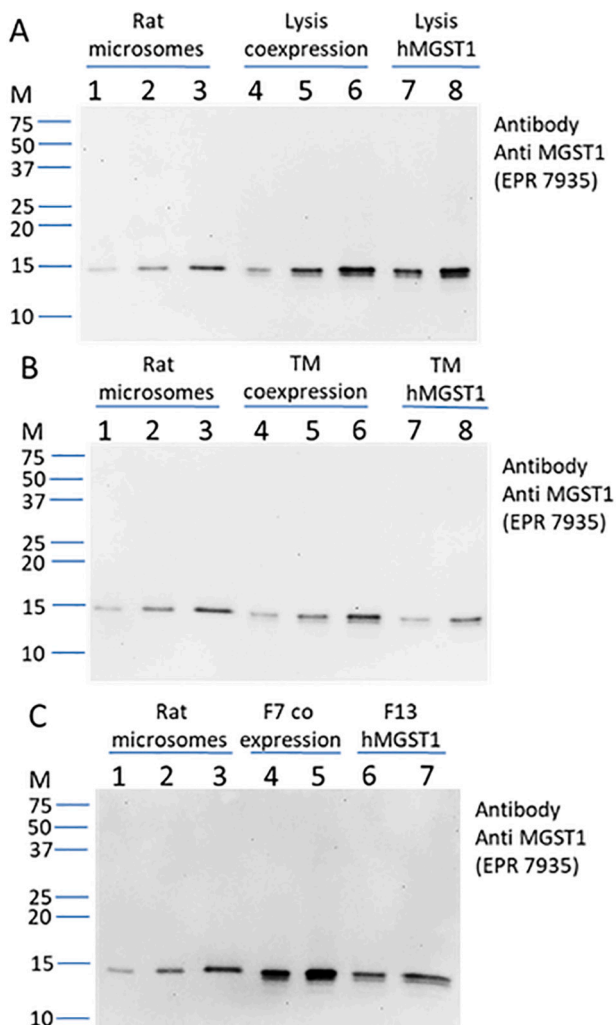 A
Rat
microsomes
Lysis
coexpression
Lysis
hMGST1
M
1 2 3 4 5 6 7 8
75
50
37
25
20
15
10
Antibody
Anti MGST1
(EPR 7935)
B
Rat
microsomes
TM
coexpression
TM
hMGST1
M
1 2 3 4 5 6 7 8
75
50
37
25
20
15
10
Antibody
Anti MGST1
(EPR 7935)
C
Rat
microsomes
F7 co
expression
F13
hMGST1
M
1 2 3 4 5 6 7
75
50
37
25
20
15
10
Antibody
Anti MGST1
(EPR 7935)